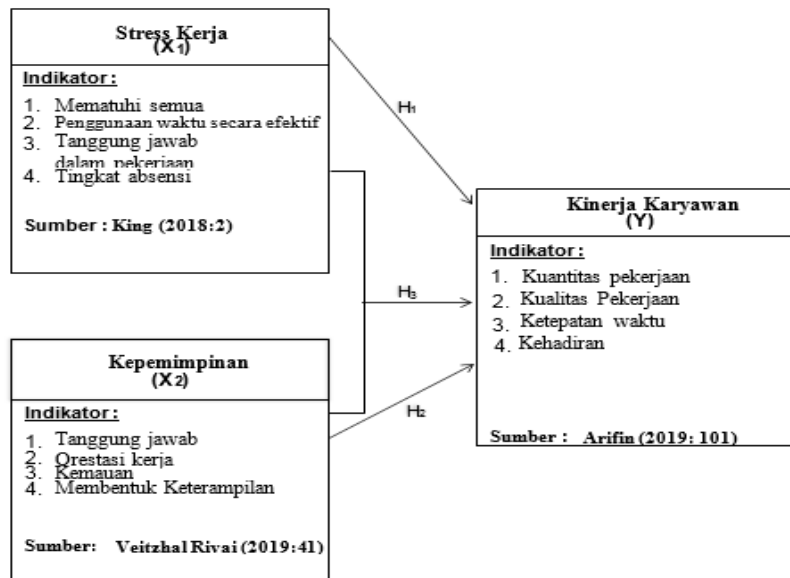 Stress Kerja
(X1)
Indikator :
1. Mematuhi semua
2. Penggunaan waktu secara efektif
3. Tanggung jawab
dalam pekerjaan
4. Tingkat absensi
Sumber : King (2018:2)
H1
Kinerja Karyawan
(Y)
Indikator :
1. Kuantitas pekerjaan
2. Kualitas Pekerjaan
3. Ketepatan waktu
4. Kehadiran
Sumber : Arifin (2019: 101)
H3
Kepemimpinan
(X2)
Indikator :
1. Tanggung jawab
2. Orestasi kerja
3. Kemauan
4. Membentuk Keterampilan
Sumber: Veitzhal Rivai (2019:41)
H2